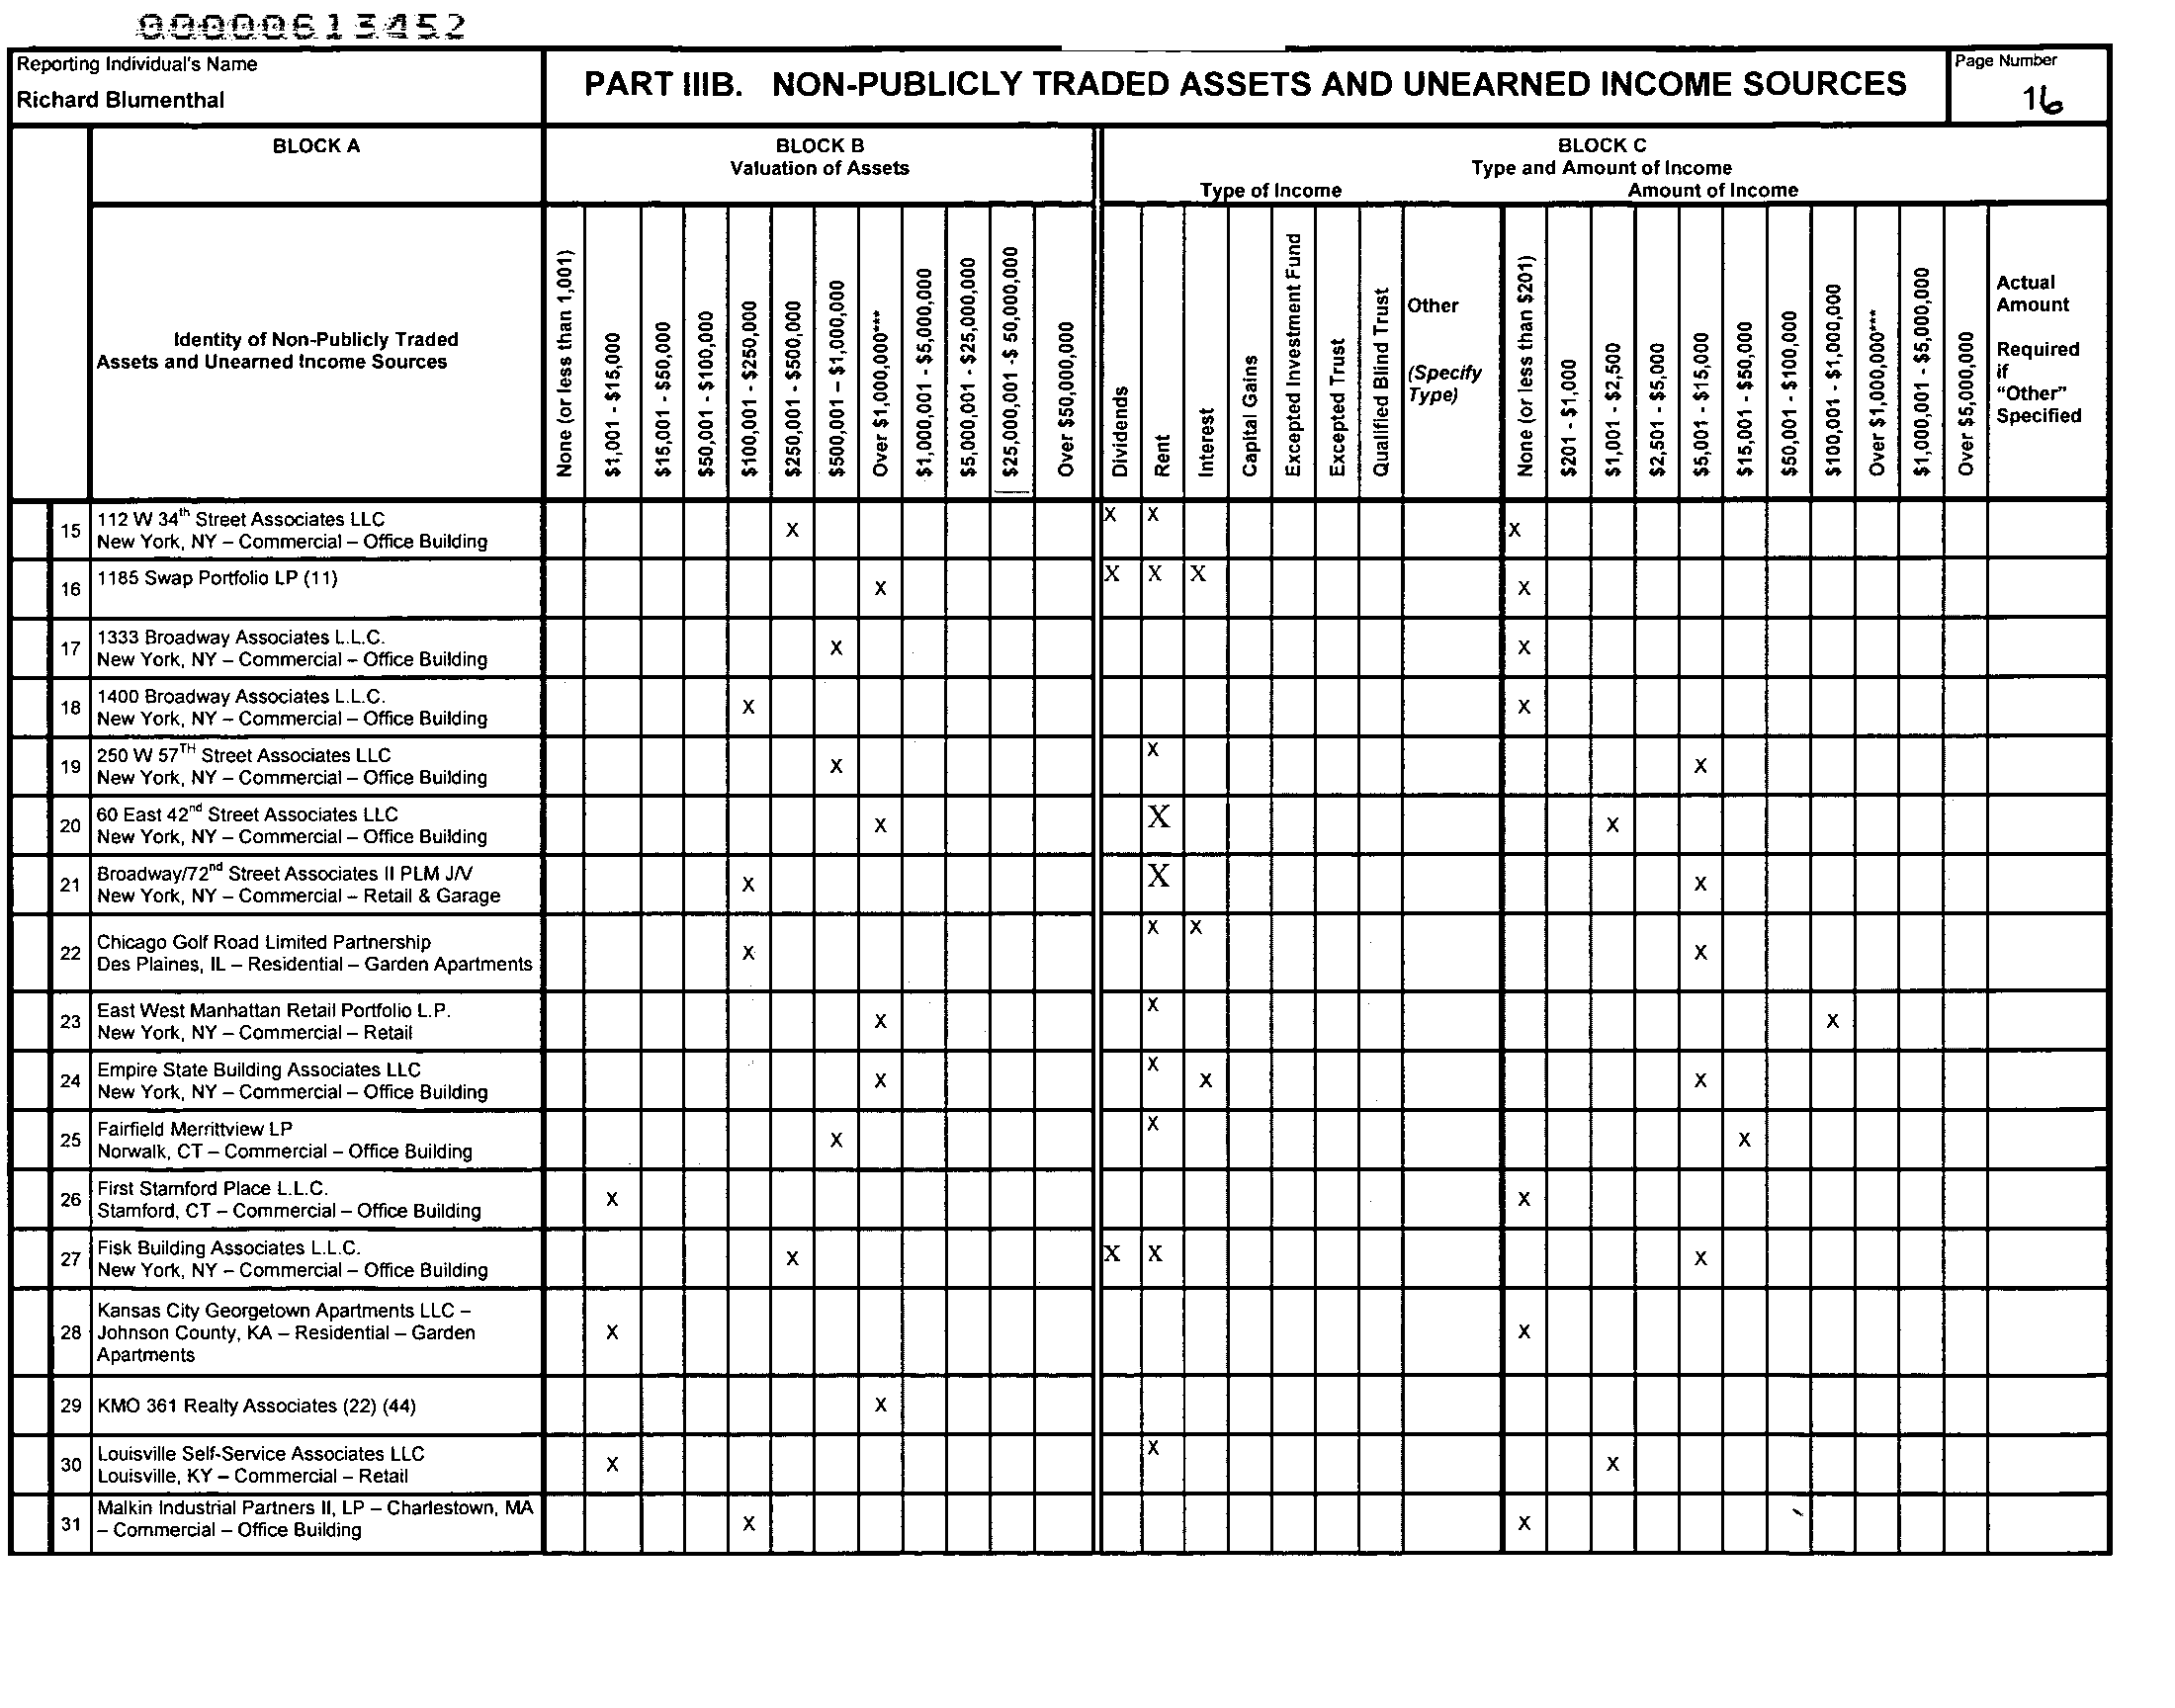 00000613452
Reporting Individual's Name
Richard Blumenthal
PART IIIB. NON-PUBLICLY TRADED ASSETS AND UNEARNED INCOME SOURCES
Page Number
16
BLOCK A
BLOCK B
Valuation of Assets
BLOCK C
Type and Amount of Income
Type of Income
Amount of Income
Identity of Non-Publicly Traded
Assets and Unearned Income Sources
None (or less than 1,001)
$1,001 - $15,000
$15,001 - $50,000
$50,001 - $100,000
$100,001 - $250,000
$250,001 - $500,000
$500,001 – $1,000,000
Over $1,000,000***
$1,000,001 - $5,000,000
$5,000,001 - $25,000,000
$25,000,001 -$ 50,000,000
Over $50,000,000
Dividends
Rent
Interest
Capital Gains
Excepted Investment Fund
Excepted Trust
Qualified Blind Trust
Other
(Specify
Type)
None (or less than $201)
$201 - $1,000
$1,001 - $2,500
$2,501 - $5,000
$5,001 - $15,000
$15,001 - $50,000
$50,001 - $100,000
$100,001 - $1,000,000
Over $1,000,000***
$1,000,001 - $5,000,000
Over $5,000,000
Actual
Amount
Required
if
“Other”
Specified
15 112 W 34th Street Associates LLC X X X X
New York, NY – Commercial – Office Building
16 1185 Swap Portfolio LP (11) X X X X X
17 1333 Broadway Associates L.L.C. X X
New York, NY – Commercial – Office Building
18 1400 Broadway Associates L.L.C. X X
New York, NY – Commercial – Office Building
19 250 W 57TH Street Associates LLC X X X
New York, NY – Commercial – Office Building
20 60 East 42nd Street Associates LLC X X X
New York, NY – Commercial – Office Building
21 Broadway/72nd Street Associates II PLM J/V X X X
New York, NY – Commercial – Retail & Garage
22 Chicago Golf Road Limited Partnership X X X X
Des Plaines, IL – Residential – Garden Apartments
23 East West Manhattan Retail Portfolio L.P. X X X
New York, NY – Commercial – Retail
24 Empire State Building Associates LLC X X X X
New York, NY – Commercial – Office Building
25 Fairfield Merrittview LP X X X
Norwalk, CT – Commercial – Office Building
26 First Stamford Place L.L.C. X X
Stamford, CT – Commercial – Office Building
27 Fisk Building Associates L.L.C. X X X X
New York, NY – Commercial – Office Building
28 Kansas City Georgetown Apartments LLC – X X
Johnson County, KA – Residential – Garden
Apartments
29 KMO 361 Realty Associates (22) (44) X
30 Louisville Self-Service Associates LLC X X X
Louisville, KY – Commercial – Retail
31 Malkin Industrial Partners II, LP – Charlestown, MA X X
– Commercial – Office Building